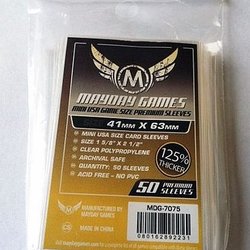 MAYDAY GAMES
MINI USA GAME SIZE PREMIUM SLEEVES
41MM X 63MM
• MINI USA SIZE CARD SLEEVES
• SIZE 1 5/8" X 2 1/2"
• CLEAR POLYPROPYLENE
• ARCHIVAL SAFE
• QUANTITY: 50 SLEEVES
• ACID FREE - NO PVC
125%
THICKER
50 PREMIUM
SLEEVES
MDG-7075
MANUFACTURED BY
MAYDAY GAMES
MADE IN CHINA